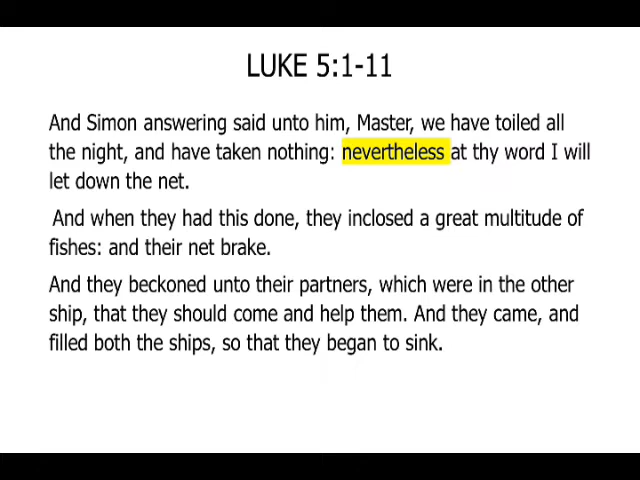 LUKE 5:1-11
And Simon answering said unto him, Master, we have toiled all
the night, and have taken nothing: nevertheless at thy word I will
let down the net.
And when they had this done, they inclosed a great multitude of
fishes: and their net brake.
And they beckoned unto their partners, which were in the other
ship, that they should come and help them. And they came, and
filled both the ships, so that they began to sink.